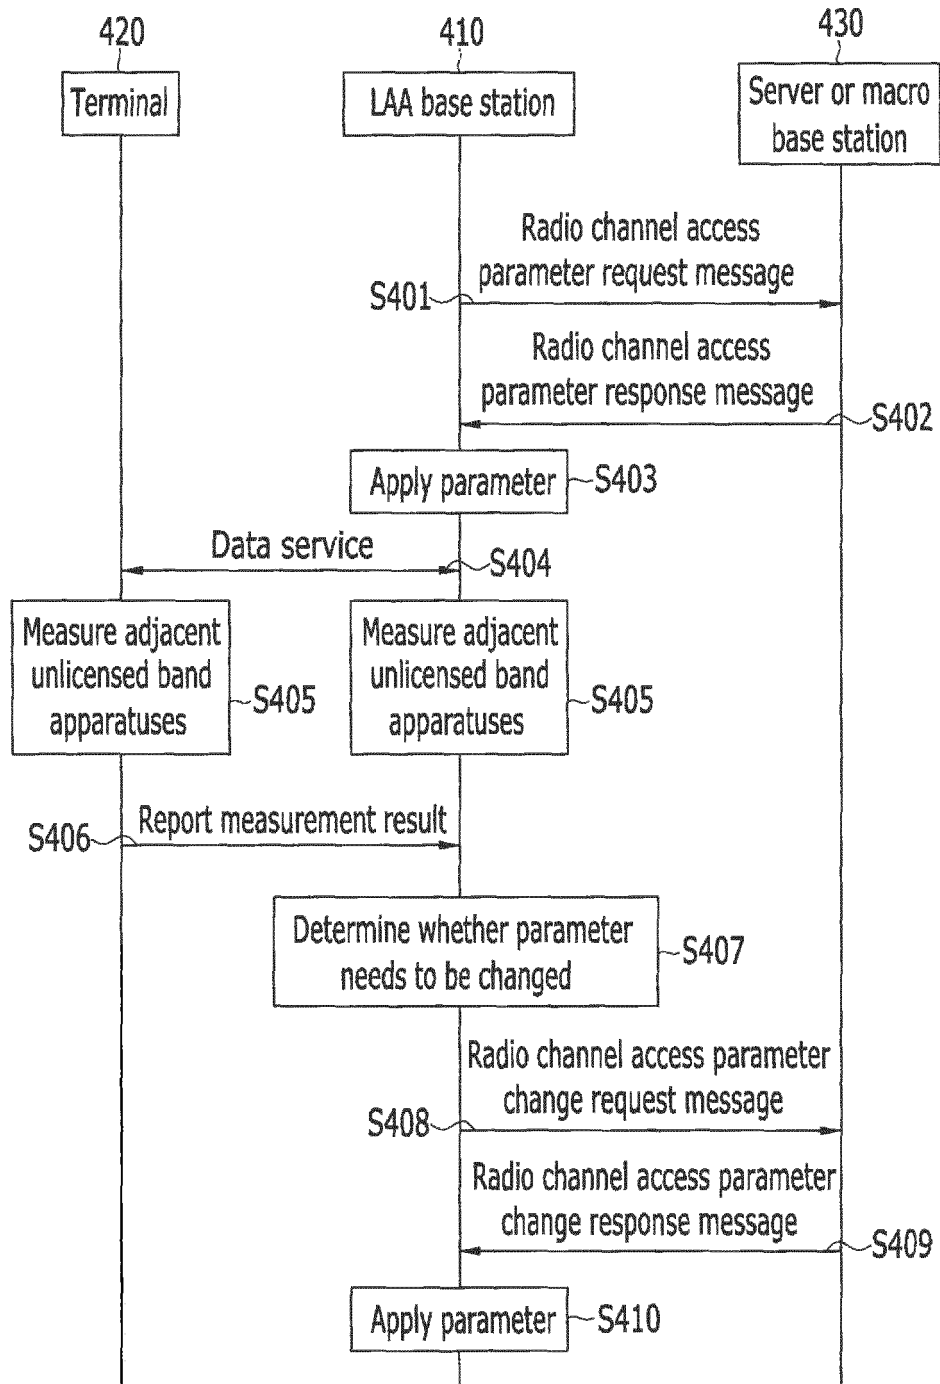 420
410
430
Terminal
LAA base station
Server or macro
base station
Radio channel access
parameter request message
S401
Radio channel access
parameter response message
S402
Apply parameter
S403
Data service
S404
Measure adjacent
unlicensed band
apparatuses
S405
Measure adjacent
unlicensed band
apparatuses
S405
Report measurement result
S406
Determine whether parameter
needs to be changed
S407
Radio channel access parameter
change request message
S408
Radio channel access parameter
change response message
S409
Apply parameter
S410